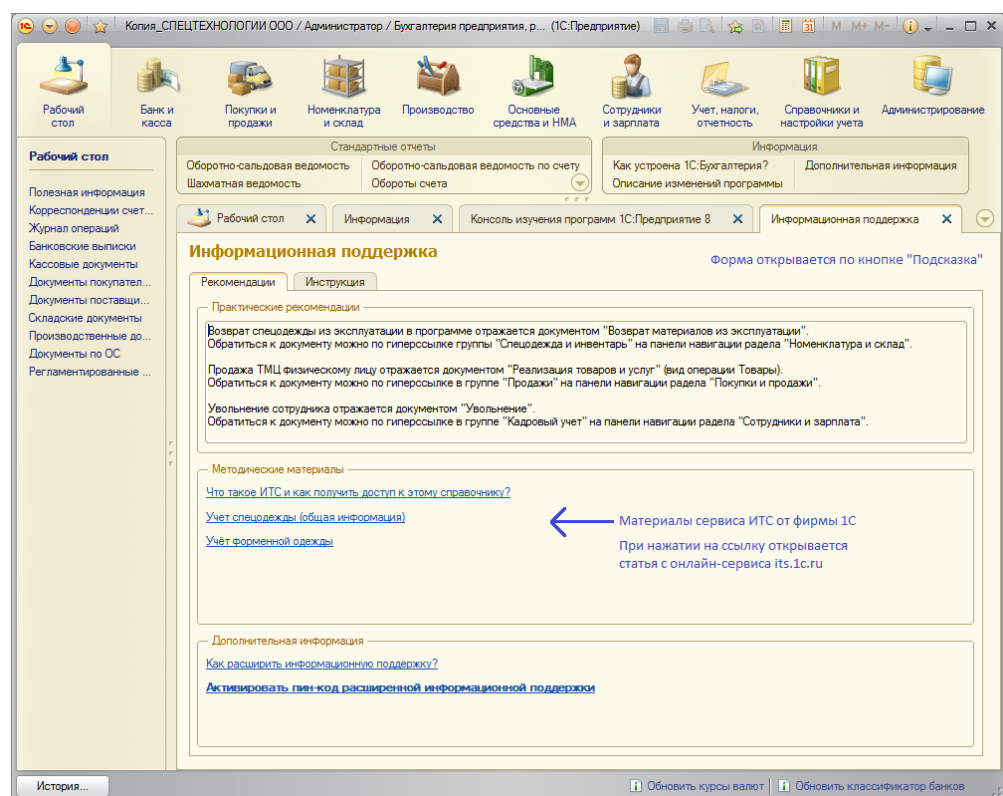 Копия_СПЕЦТЕХНОЛОГИИ ООО / Администратор / Бухгалтерия предприятия, р... (1С:Предприятие)
M M+ M-
Рабочий стол
Банк и касса
Покупки и продажи
Номенклатура и склад
Производство
Основные средства и НМА
Сотрудники и зарплата
Учет, налоги, отчетность
Справочники и настройки учета
Администрирование
Рабочий стол
Полезная информация
Корреспонденции счет...
Журнал операций
Банковские выписки
Кассовые документы
Документы покупател...
Документы поставщи...
Складские документы
Производственные до...
Документы по ОС
Регламентированные ...
Стандартные отчеты
Оборотно-сальдовая ведомость
Оборотно-сальдовая ведомость по счету
Шахматная ведомость
Обороты счета
Информация
Как устроена 1С:Бухгалтерия?
Дополнительная информация
Описание изменений программы
Рабочий стол
Информация
Консоль изучения программ 1С:Предприятие 8
Информационная поддержка
Информационная поддержка
Форма открывается по кнопке "Подсказка"
Рекомендации
Инструкция
Практические рекомендации
Возврат спецодежды из эксплуатации в программе отражается документом "Возврат материалов из эксплуатации".
Обратиться к документу можно по гиперссылке группы "Спецодежда и инвентарь" на панели навигации радела "Номенклатура и склад".
Продажа ТМЦ физическому лицу отражается документом "Реализация товаров и услуг" (вид операции Товары).
Обратиться к документу можно по гиперссылке в группе "Продажи" на панели навигации радела "Покупки и продажи".
Увольнение сотрудника отражается документом "Увольнение".
Обратиться к документу можно по гиперссылке в группе "Кадровый учет" на панели навигации радела "Сотрудники и зарплата".
Методические материалы
Что такое ИТС и как получить доступ к этому справочнику?
Учет спецодежды (общая информация)
Учёт форменной одежды
Материалы сервиса ИТС от фирмы 1С
При нажатии на ссылку открывается
статья с онлайн-сервиса its.1c.ru
Дополнительная информация
Как расширить информационную поддержку?
Активировать пин-код расширенной информационной поддержки
История...
Обновить курсы валют
Обновить классификатор банков